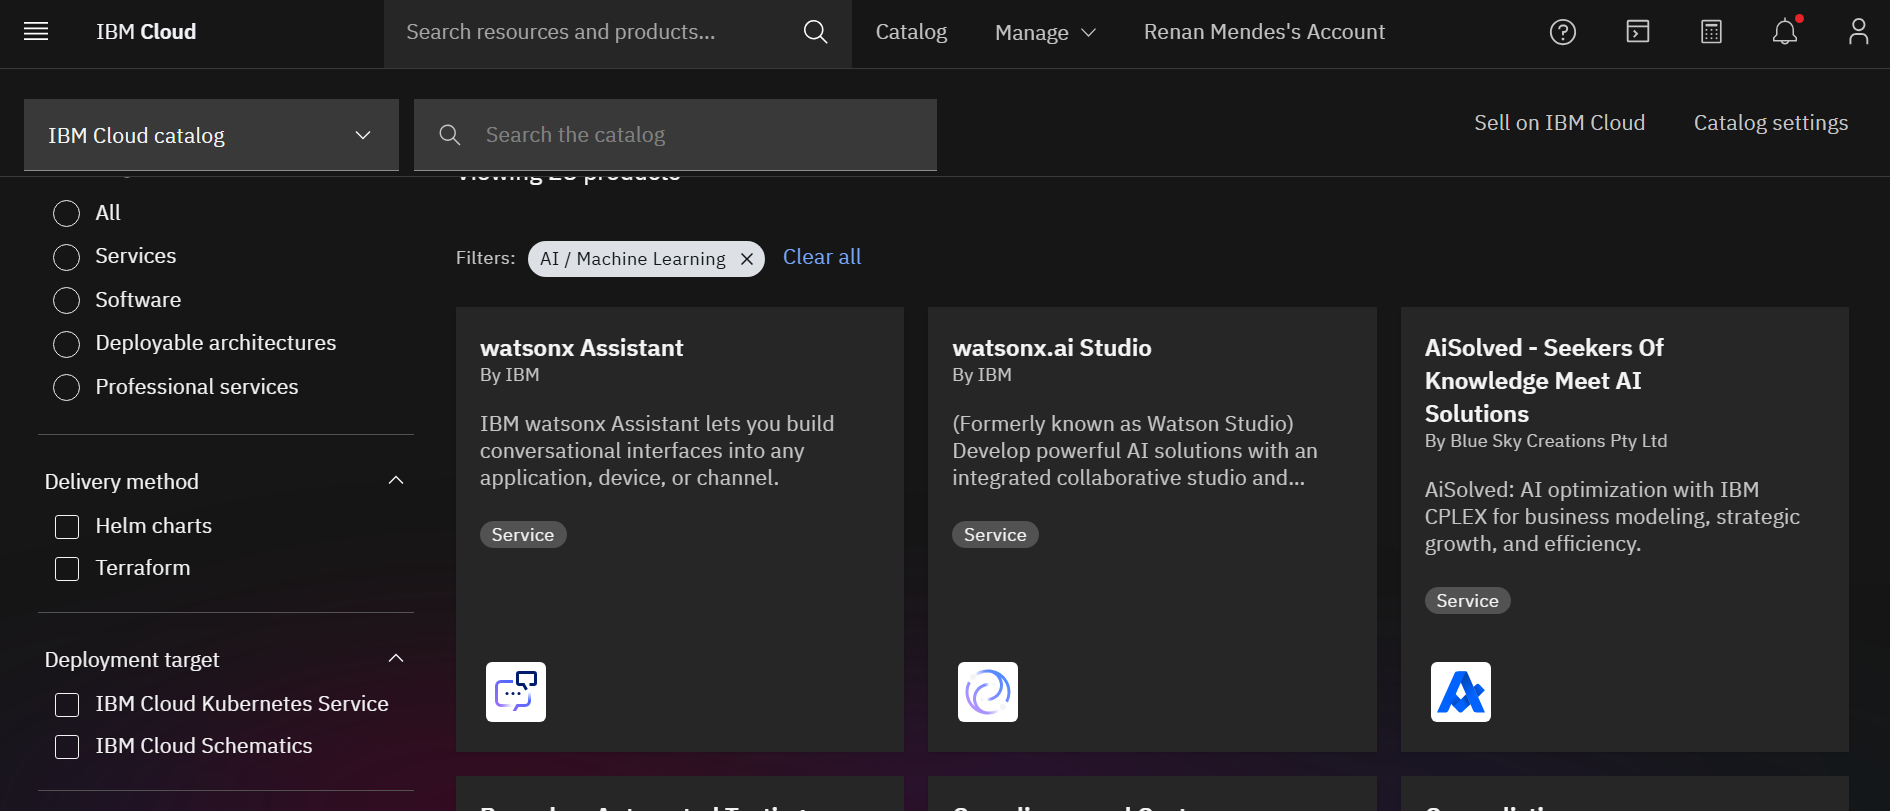 IBM Cloud
Search resources and products...
Catalog
Manage
Renan Mendes's Account
IBM Cloud catalog
Search the catalog
Sell on IBM Cloud
Catalog settings
All
Services
Software
Deployable architectures
Professional services
Delivery method
Helm charts
Terraform
Deployment target
IBM Cloud Kubernetes Service
IBM Cloud Schematics
Viewing products
Filters:
AI / Machine Learning
Clear all
watsonx Assistant
By IBM
IBM watsonx Assistant lets you build
conversational interfaces into any
application, device, or channel.
Service
watsonx.ai Studio
By IBM
(Formerly known as Watson Studio)
Develop powerful AI solutions with an
integrated collaborative studio and...
Service
AiSolved - Seekers Of
Knowledge Meet AI
Solutions
By Blue Sky Creations Pty Ltd
AiSolved: AI optimization with IBM
CPLEX for business modeling, strategic
growth, and efficiency.
Service